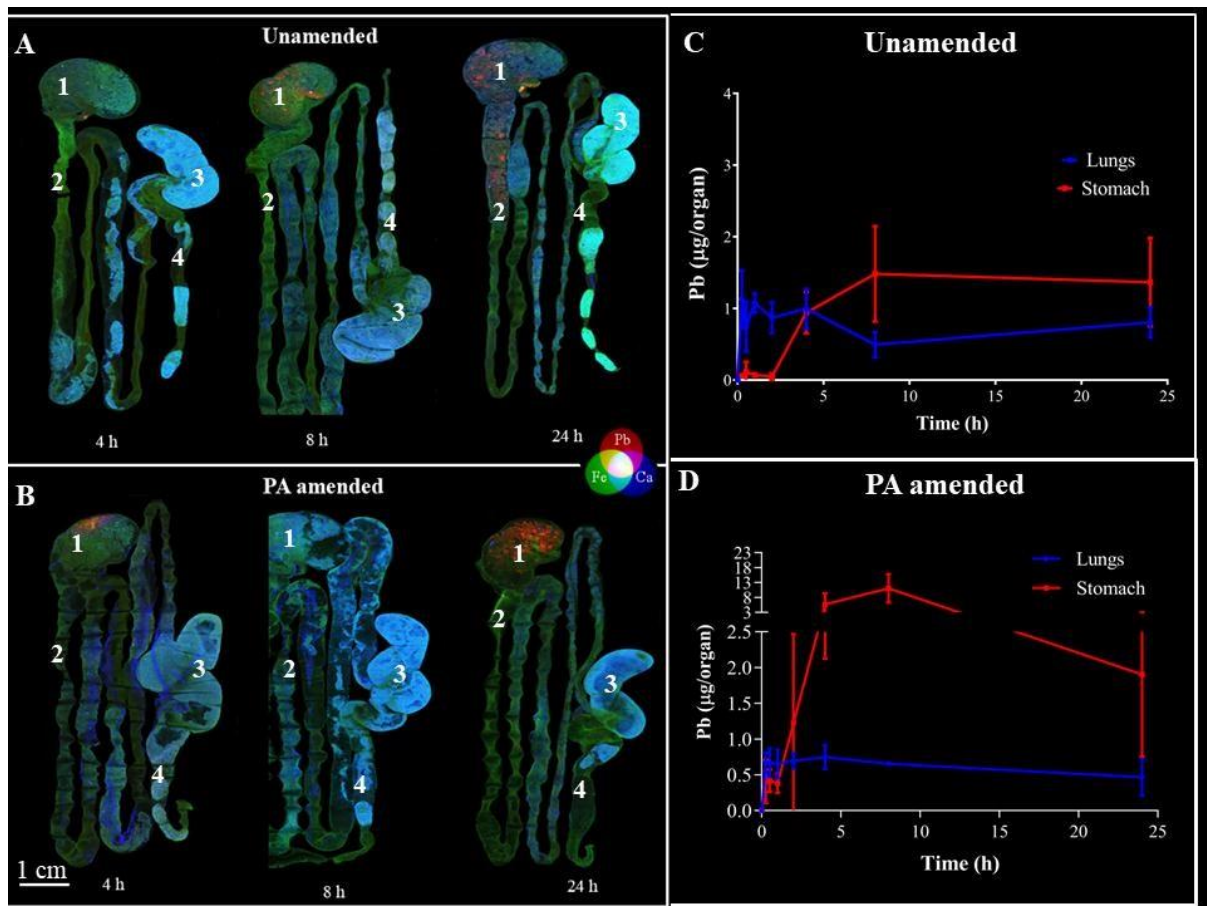 A
Unamended
1
1
1
2
2
2
3
3
3
4
4
4
4 h
8 h
24 h
Pb
Fe
Ca
B
PA amended
1
1
1
2
2
2
3
3
3
4
4
4
1 cm
4 h
8 h
24 h
C
Unamended
4
3
2
1
0
Pb (µg/organ)
Lungs
Stomach
0
5
10
15
20
25
Time (h)
D
PA amended
23
18
13
8
3
2.5
2.0
1.5
1.0
0.5
0.0
Pb (µg/organ)
Lungs
Stomach
0
5
10
15
20
25
Time (h)